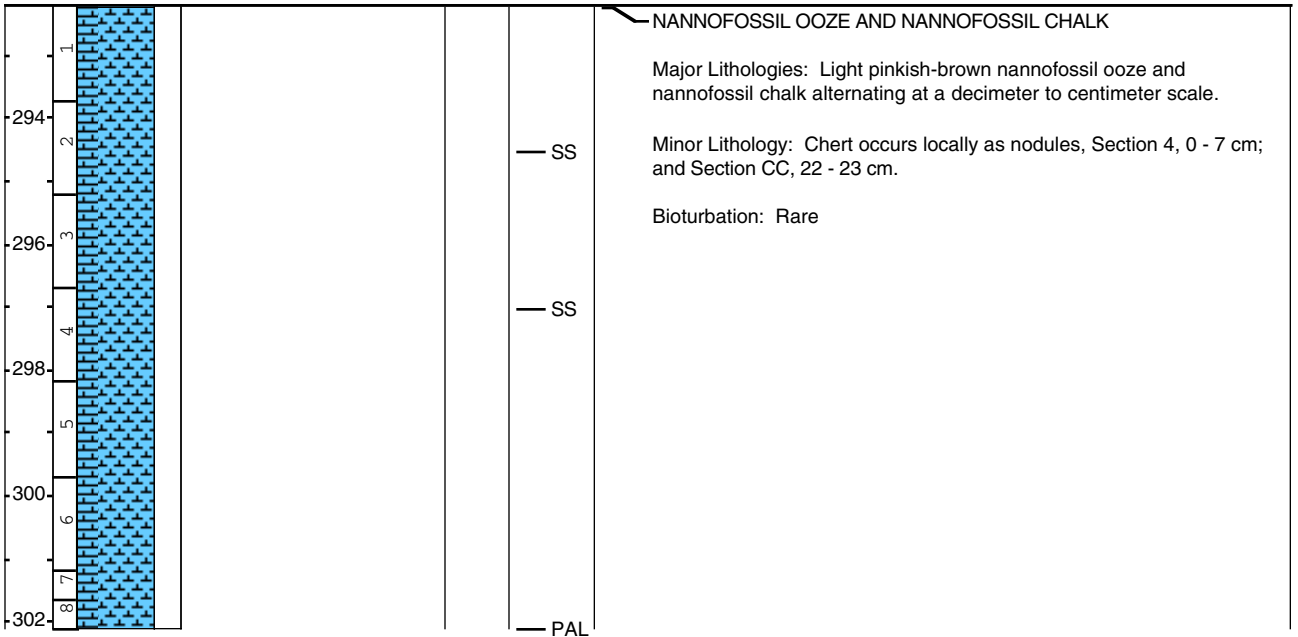 NANNOFOSSIL OOZE AND NANNOFOSSIL CHALK
Major Lithologies: Light pinkish-brown nannofossil ooze and
nannofossil chalk alternating at a decimeter to centimeter scale.
Minor Lithology: Chert occurs locally as nodules, Section 4, 0 - 7 cm;
and Section CC, 22 - 23 cm.
Bioturbation: Rare
294
296
298
300
302
1
2
3
4
5
6
7
8
SS
SS
PAL